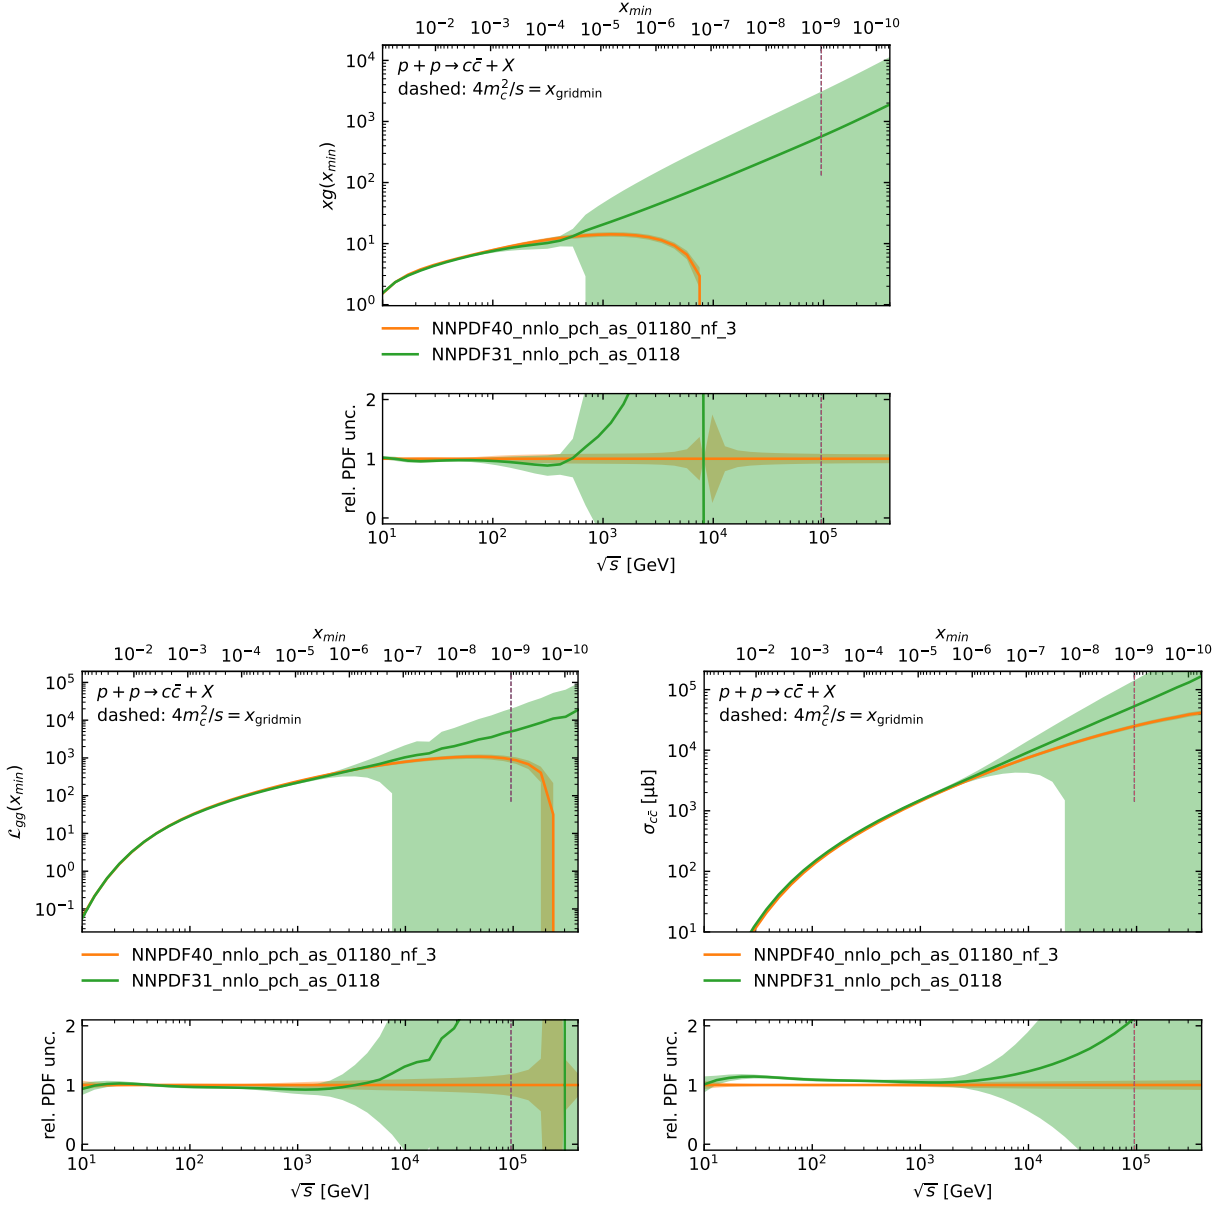 x_min
10^-2 10^-3 10^-4 10^-5 10^-6 10^-7 10^-8 10^-9 10^-10
p + p → cc̄ + X
dashed: 4m_c^2/s = x_gridmin
10^4
10^3
10^2
10^1
10^0
xg(x_min)
NNPDF40_nnlo_pch_as_01180_nf_3
NNPDF31_nnlo_pch_as_0118
2
1
0
rel. PDF unc.
10^1 10^2 10^3 10^4 10^5
√s [GeV]
x_min
10^-2 10^-3 10^-4 10^-5 10^-6 10^-7 10^-8 10^-9 10^-10
p + p → cc̄ + X
dashed: 4m_c^2/s = x_gridmin
10^5
10^4
10^3
10^2
10^1
10^0
10^-1
ℒ_gg(x_min)
NNPDF40_nnlo_pch_as_01180_nf_3
NNPDF31_nnlo_pch_as_0118
2
1
0
rel. PDF unc.
10^1 10^2 10^3 10^4 10^5
√s [GeV]
x_min
10^-2 10^-3 10^-4 10^-5 10^-6 10^-7 10^-8 10^-9 10^-10
p + p → cc̄ + X
dashed: 4m_c^2/s = x_gridmin
10^5
10^4
10^3
10^2
10^1
σ_cc̄ [µb]
NNPDF40_nnlo_pch_as_01180_nf_3
NNPDF31_nnlo_pch_as_0118
2
1
0
rel. PDF unc.
10^1 10^2 10^3 10^4 10^5
√s [GeV]